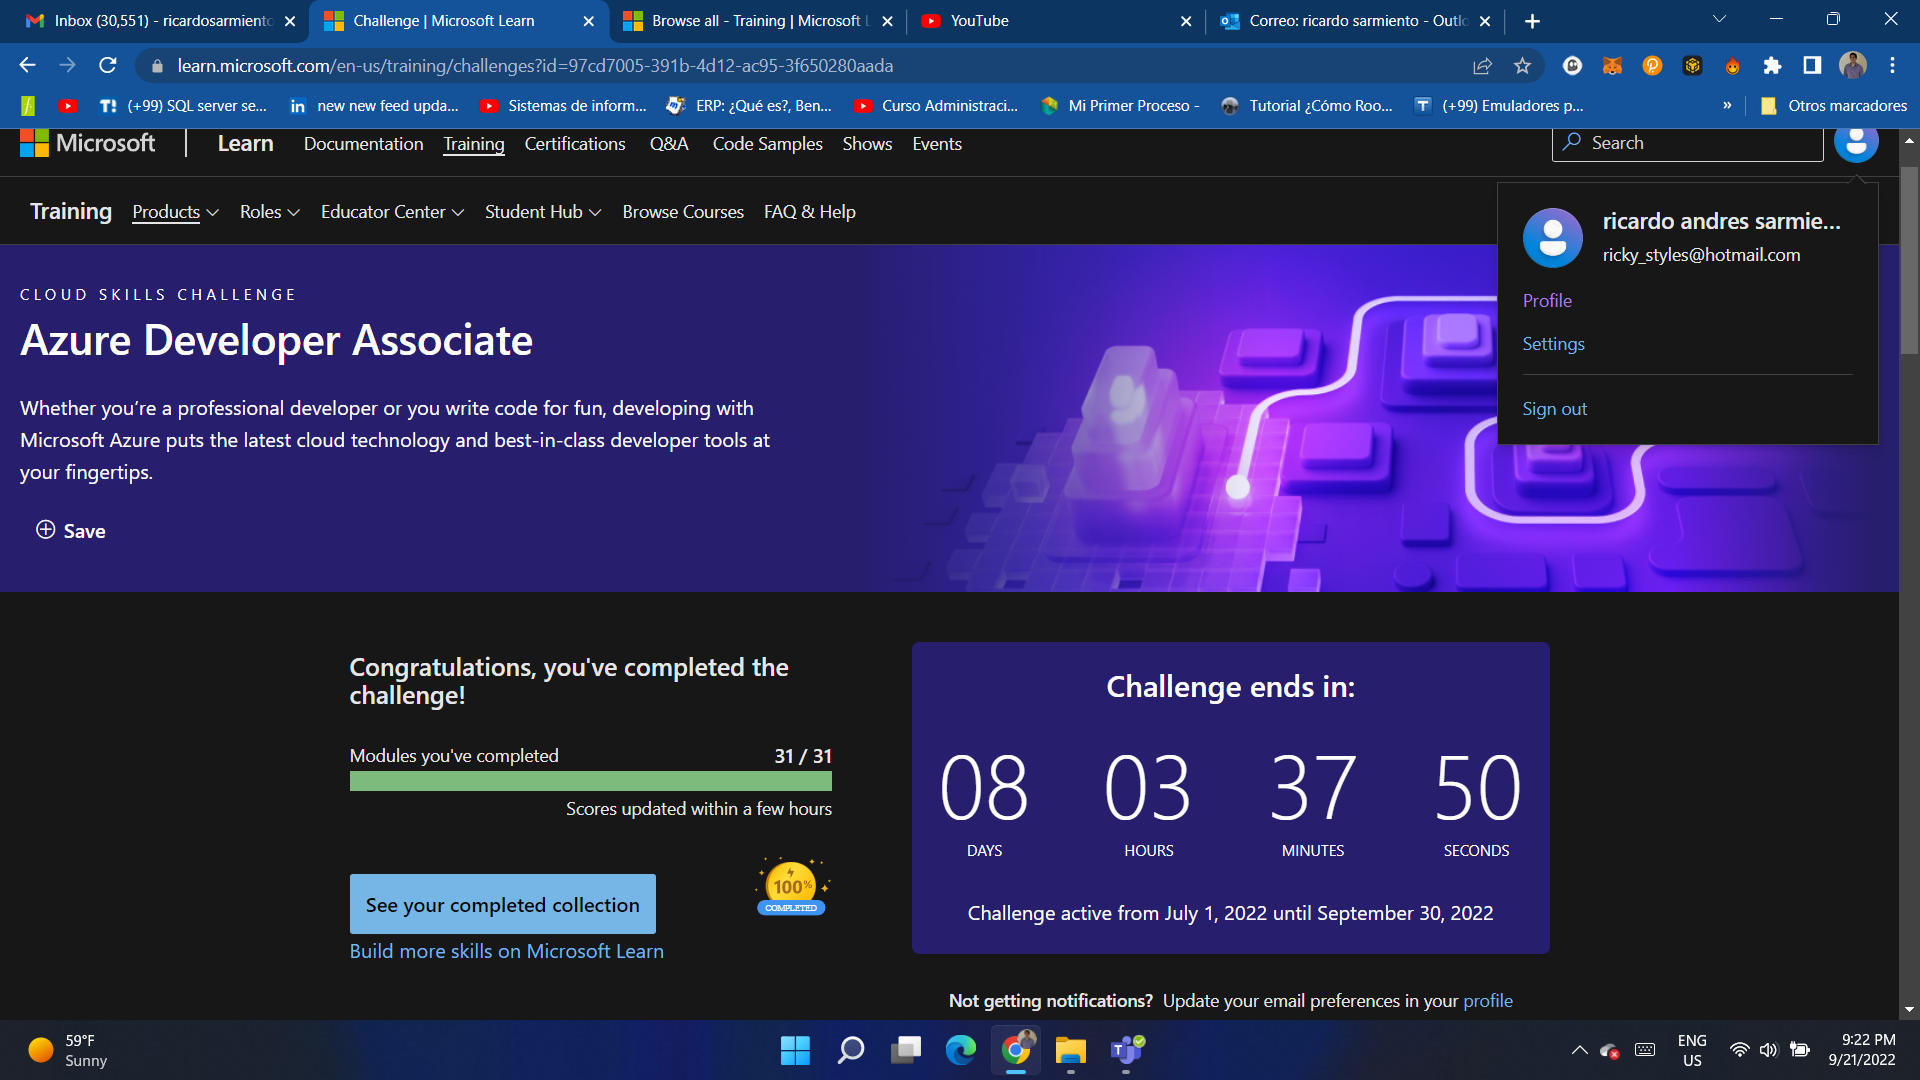 Inbox (30,551) - ricardosarmiento
Challenge | Microsoft Learn
Browse all - Training | Microsoft L
YouTube
Correo: ricardo sarmiento - Outlo
learn.microsoft.com/en-us/training/challenges?id=97cd7005-391b-4d12-ac95-3f650280aada
(+99) SQL server se...
new new feed upda...
Sistemas de inform...
ERP: ¿Qué es?, Ben...
Curso Administraci...
Mi Primer Proceso -
Tutorial ¿Cómo Roo...
(+99) Emuladores p...
»
Otros marcadores
Microsoft
Learn
Documentation
Training
Certifications
Q&A
Code Samples
Shows
Events
Search
Training
Products
Roles
Educator Center
Student Hub
Browse Courses
FAQ & Help
ricardo andres sarmie...
ricky_styles@hotmail.com
Profile
Settings
Sign out
CLOUD SKILLS CHALLENGE
Azure Developer Associate
Whether you’re a professional developer or you write code for fun, developing with
Microsoft Azure puts the latest cloud technology and best-in-class developer tools at
your fingertips.
Save
Congratulations, you've completed the
challenge!
Modules you've completed 31 / 31
Scores updated within a few hours
100%
COMPLETED
See your completed collection
Build more skills on Microsoft Learn
Challenge ends in:
08 03 37 50
DAYS HOURS MINUTES SECONDS
Challenge active from July 1, 2022 until September 30, 2022
Not getting notifications? Update your email preferences in your profile
59°F
Sunny
ENG
US
9:22 PM
9/21/2022